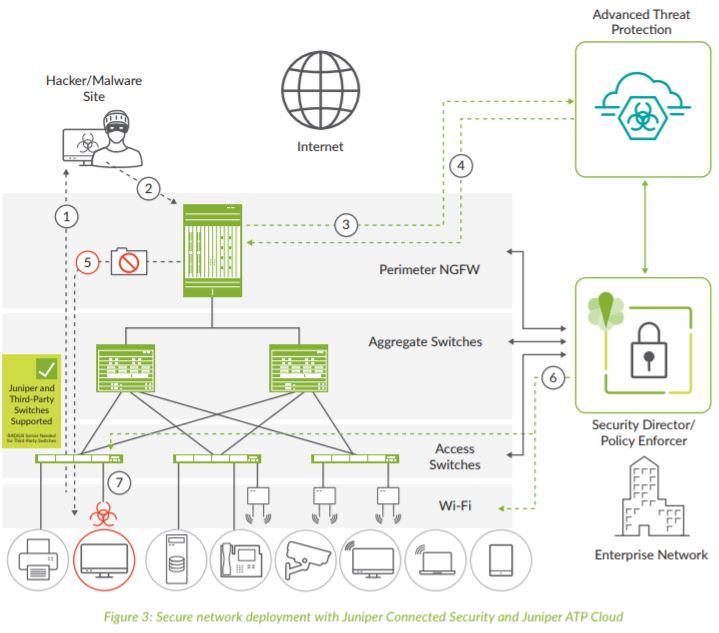 Advanced Threat
Protection
Hacker/Malware
Site
Internet
1
2
3
4
5
Perimeter NGFW
Aggregate Switches
6
Juniper and
Third-Party
Switches
Supported
RADIUS Server Needed
for Third-Party Switches
Security Director/
Policy Enforcer
Access
Switches
7
Wi-Fi
Enterprise Network
Figure 3: Secure network deployment with Juniper Connected Security and Juniper ATP Cloud